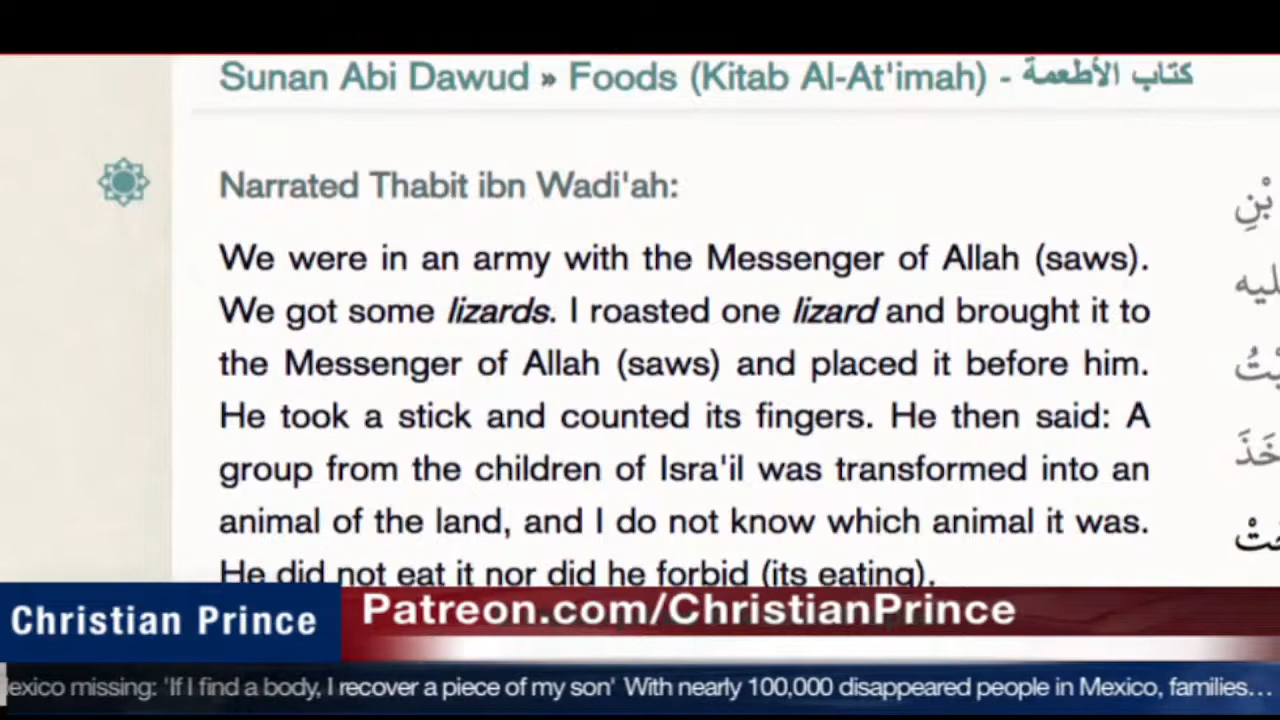 Sunan Abi Dawud » Foods (Kitab Al-At'imah) - كتاب الأطعمة
Narrated Thabit ibn Wadi'ah:
We were in an army with the Messenger of Allah (saws).
We got some lizards. I roasted one lizard and brought it to
the Messenger of Allah (saws) and placed it before him.
He took a stick and counted its fingers. He then said: A
group from the children of Isra'il was transformed into an
animal of the land, and I do not know which animal it was.
He did not eat it nor did he forbid (its eating).
بْنِ
Christian Prince
Patreon.com/ChristianPrince
exico missing: 'If I find a body, I recover a piece of my son' With nearly 100,000 disappeared people in Mexico, families...